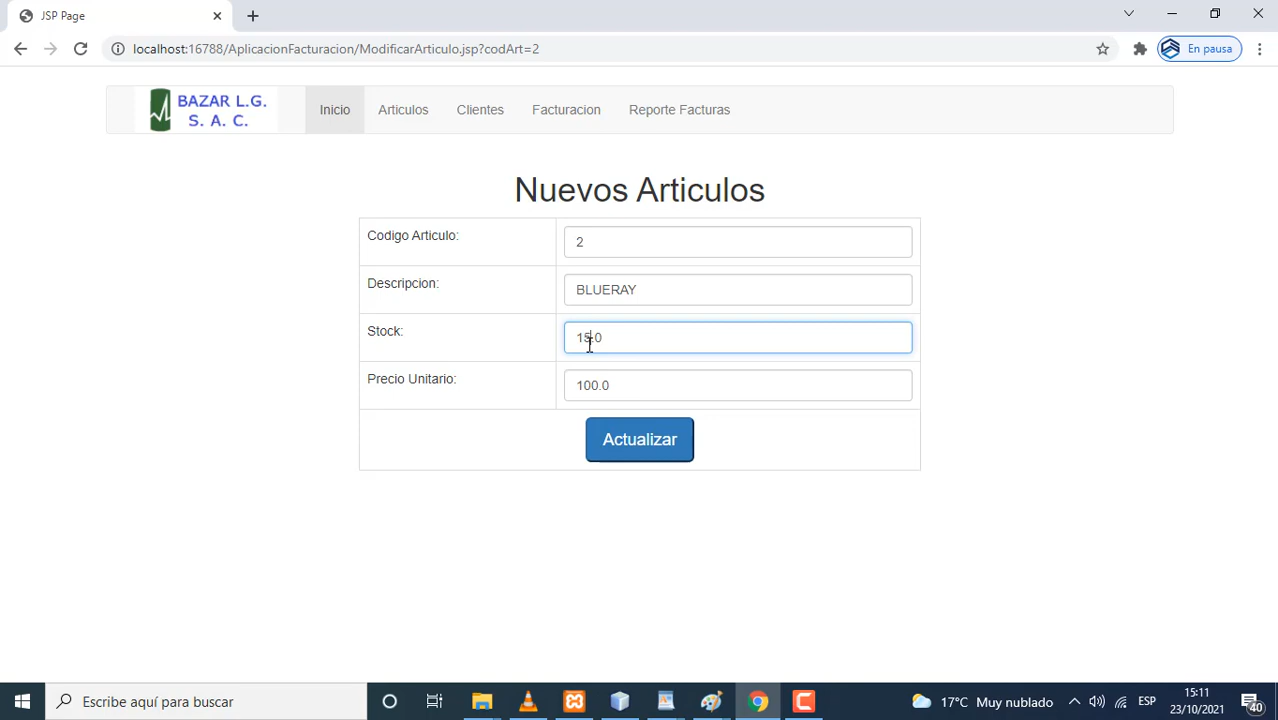 JSP Page
localhost:16788/AplicacionFacturacion/ModificarArticulo.jsp?codArt=2
En pausa
BAZAR L.G.
S. A. C.
Inicio
Articulos
Clientes
Facturacion
Reporte Facturas
Nuevos Articulos
Codigo Articulo:
2
Descripcion:
BLUERAY
Stock:
15.0
Precio Unitario:
100.0
Actualizar
Escribe aquí para buscar
17°C Muy nublado
ESP
15:11
23/10/2021
40